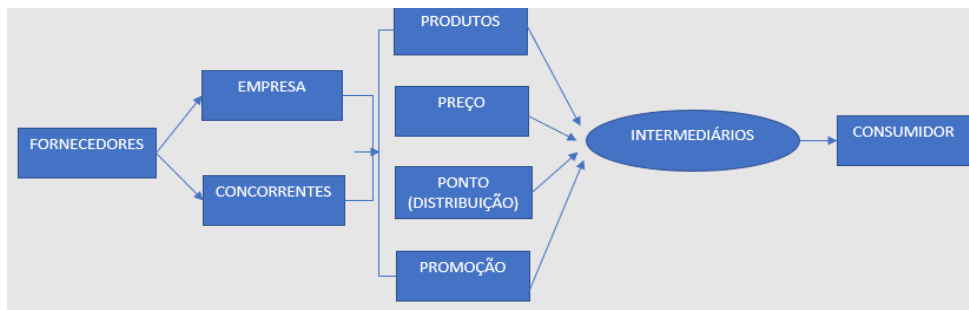 FORNECEDORES
EMPRESA
CONCORRENTES
PRODUTOS
PREÇO
PONTO
(DISTRIBUIÇÃO)
PROMOÇÃO
INTERMEDIÁRIOS
CONSUMIDOR